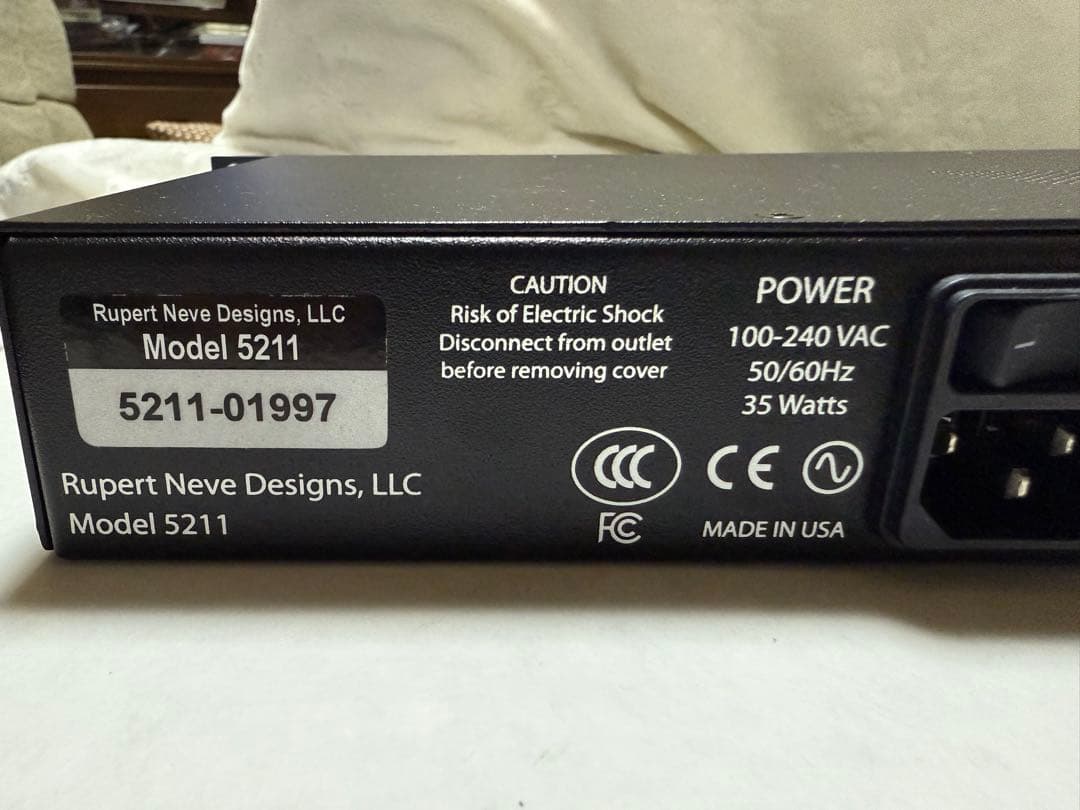 Rupert Neve Designs, LLC
Model 5211
5211-01997
Rupert Neve Designs, LLC
Model 5211
CAUTION
Risk of Electric Shock
Disconnect from outlet
before removing cover
POWER
100-240 VAC
50/60Hz
35 Watts
CCC
CE
FC
MADE IN USA